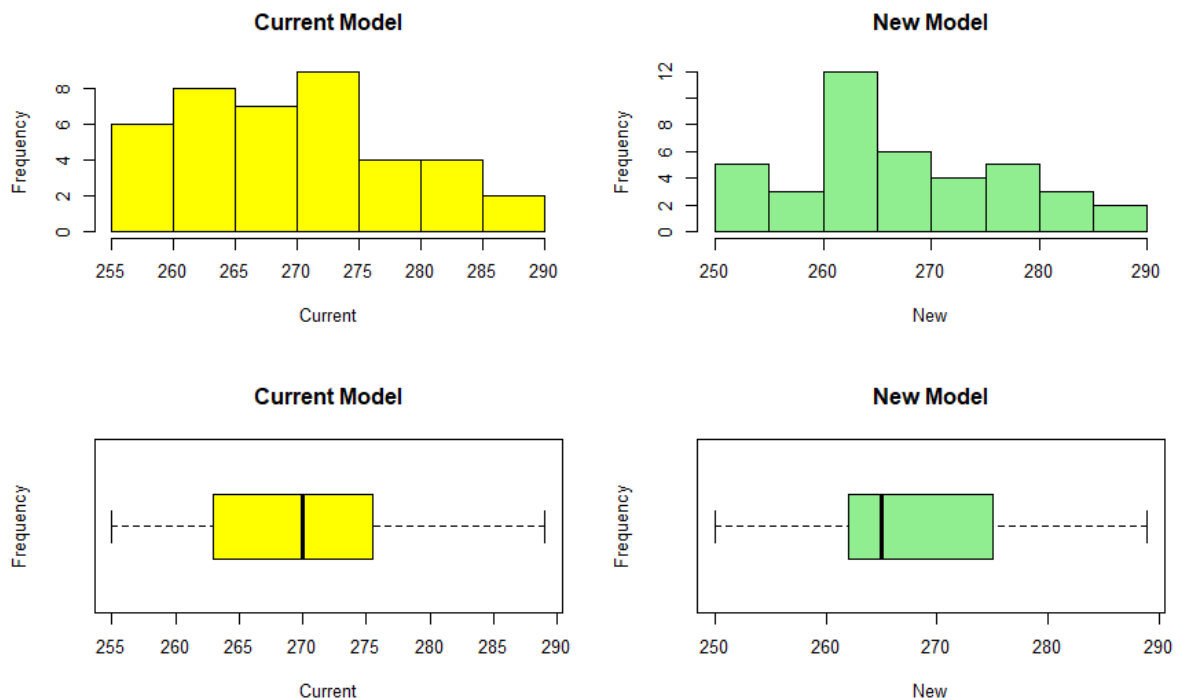 Current Model
Frequency
0 2 4 6 8
255 260 265 270 275 280 285 290
Current
New Model
Frequency
0 2 4 6 8 12
250 260 270 280 290
New
Current Model
Frequency
255 260 265 270 275 280 285 290
Current
New Model
Frequency
250 260 270 280 290
New